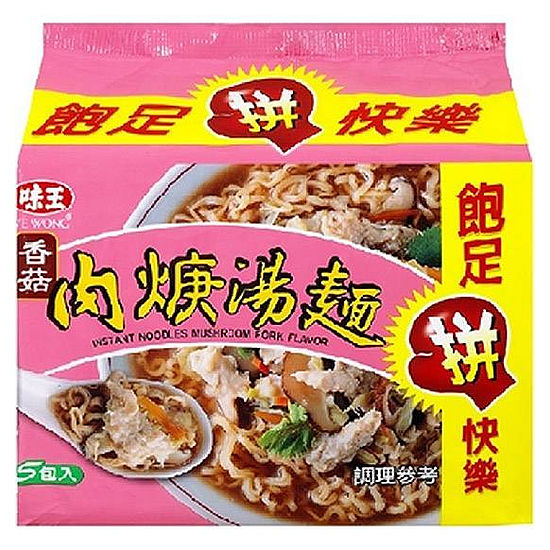 飽足 拼 快樂
味王
VE WONG®
香菇
肉焿湯麵
INSTANT NOODLES MUSHROOM PORK FLAVOR
5包入
調理參考
飽足
拼
快樂